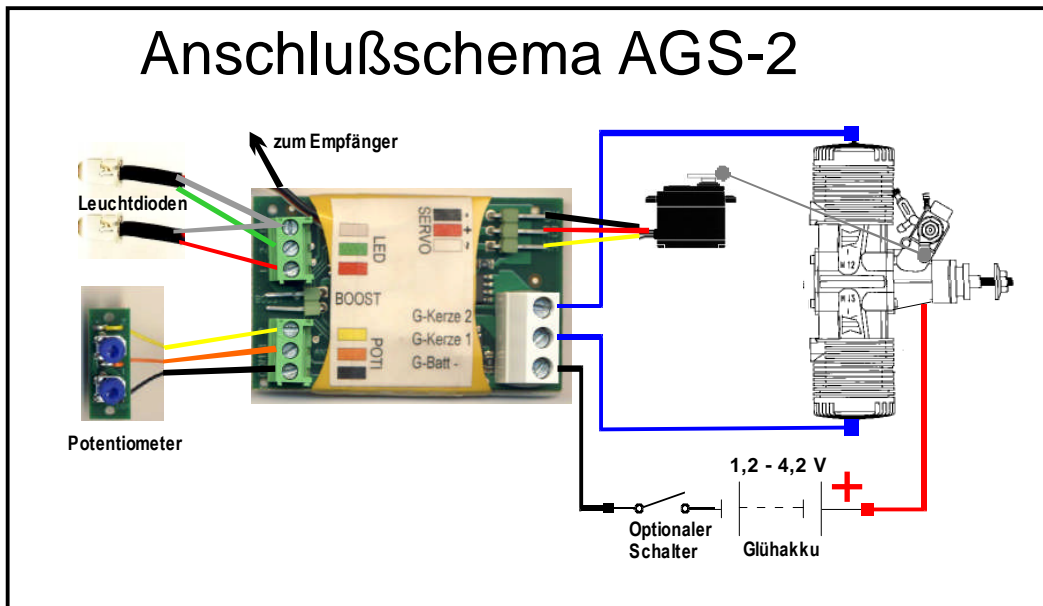 Anschlußschema AGS-2
zum Empfänger
Leuchtdioden
LED
SERVO
-
+
~
BOOST
G-Kerze 2
G-Kerze 1
G-Batt -
POTI
Potentiometer
1,2 - 4,2 V
+
Optionaler
Schalter
Glühakku